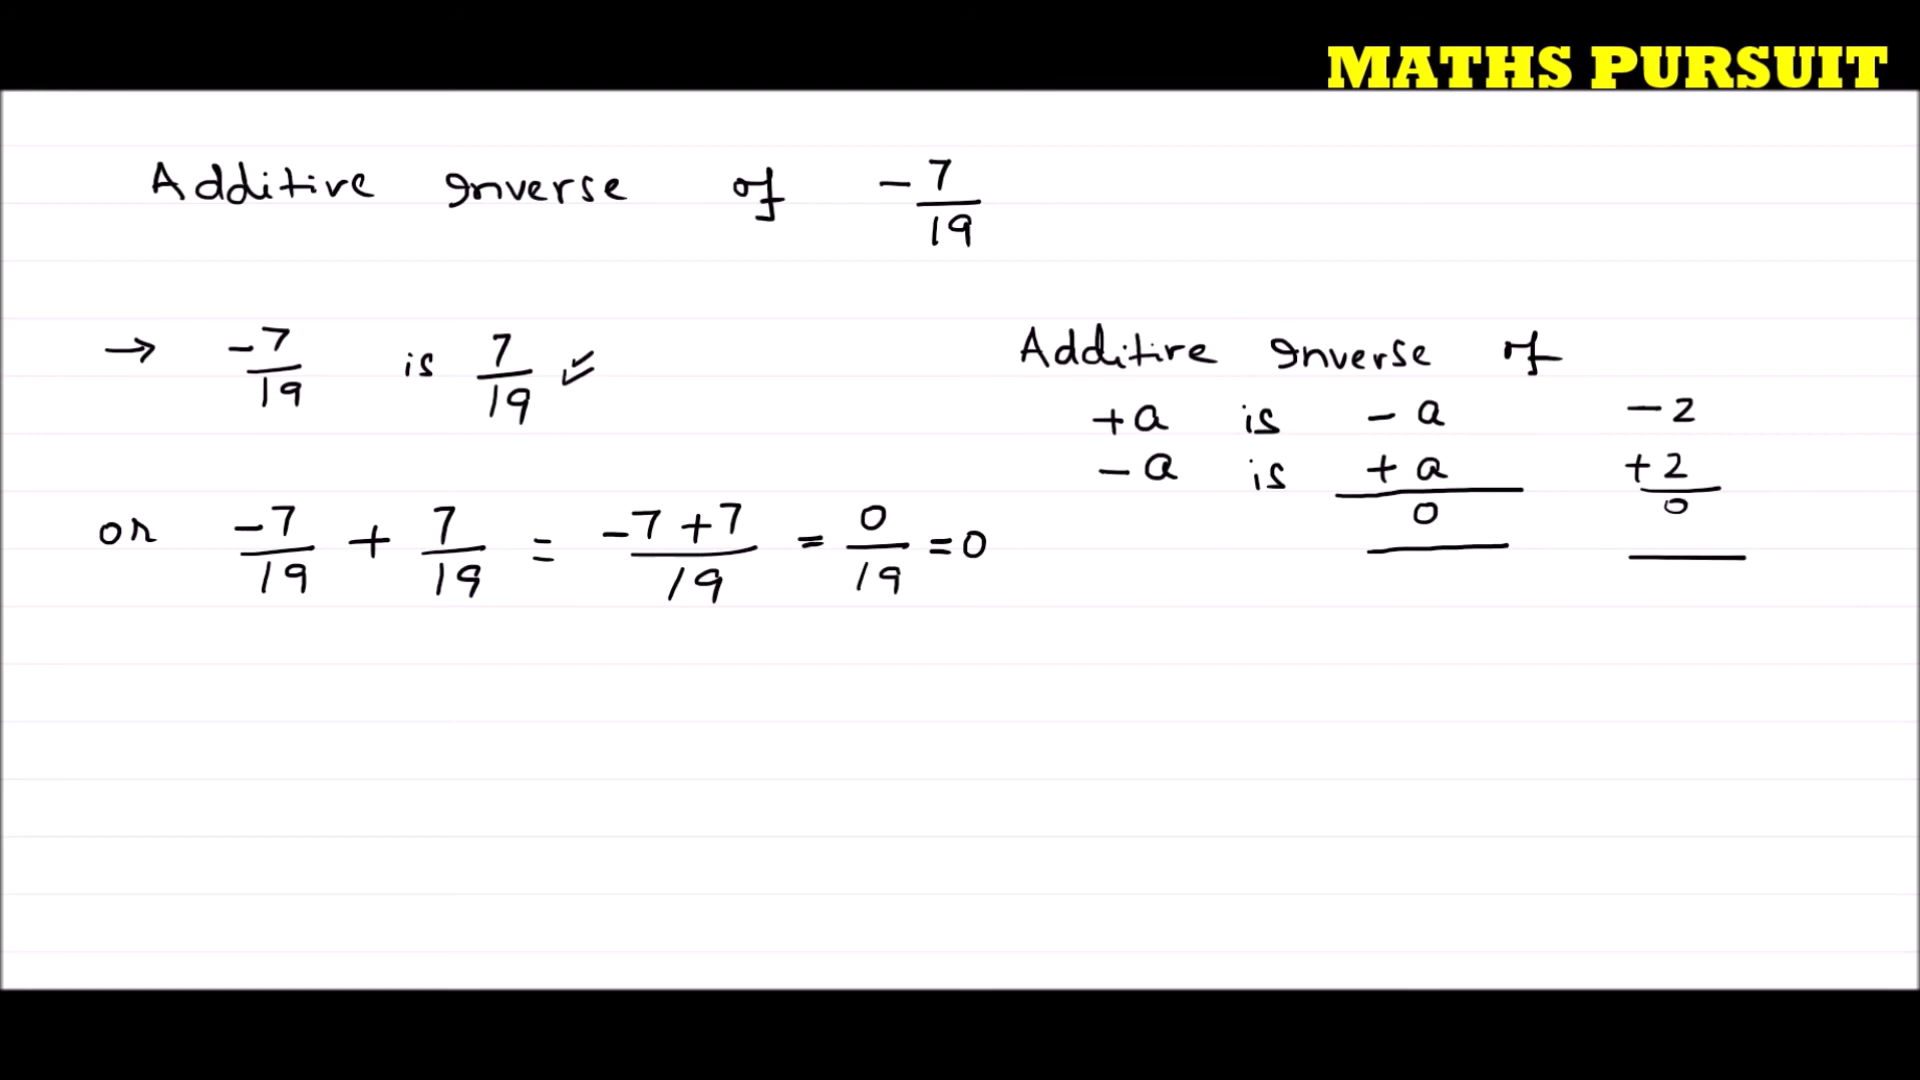 MATHS PURSUIT
Additive Inverse of -7/19
→ -7/19 is 7/19 ✓
or -7/19 + 7/19 = -7+7/19 = 0/19 = 0
Additive Inverse of
+a is -a
-a is +a
0
-2
+2
0